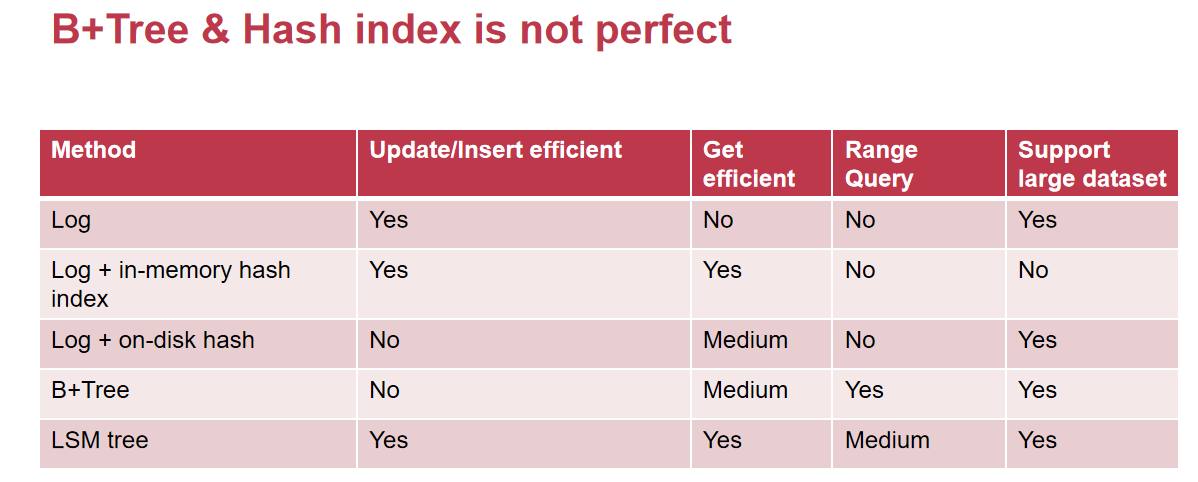 B+Tree & Hash index is not perfect
Method Update/Insert efficient Get efficient Range Query Support large dataset
Log Yes No No Yes
Log + in-memory hash index Yes Yes No No
Log + on-disk hash No Medium No Yes
B+Tree No Medium Yes Yes
LSM tree Yes Yes Medium Yes